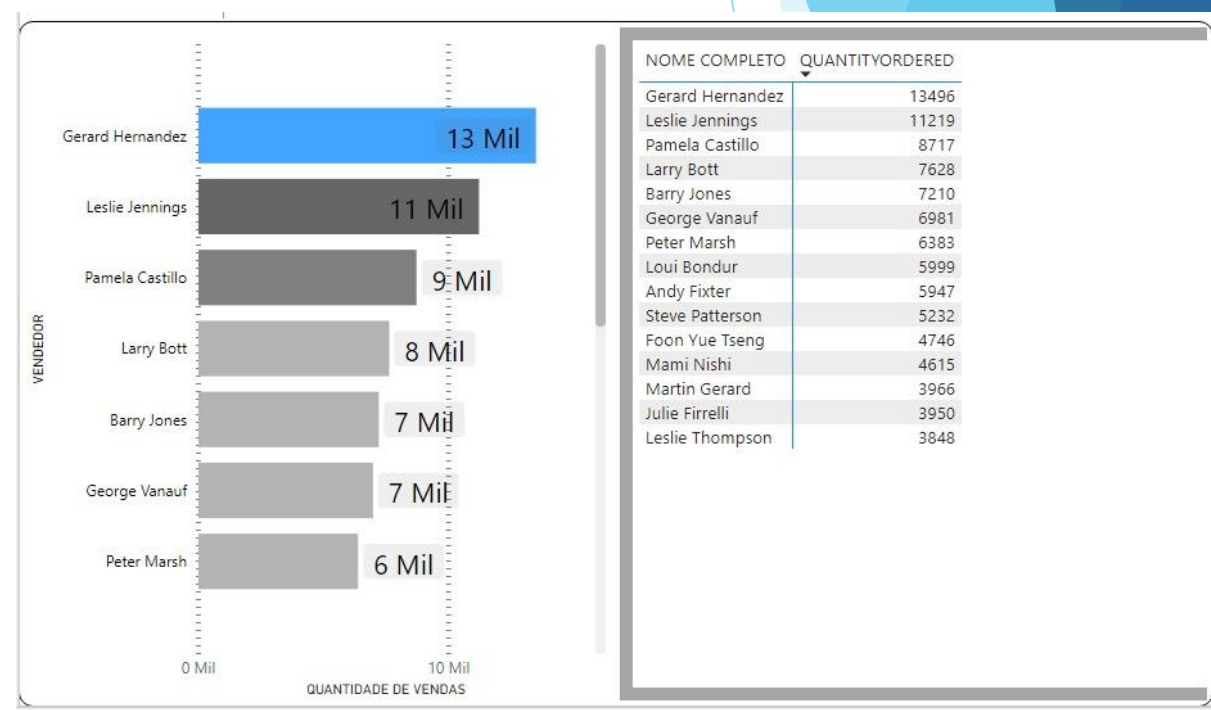 VENDEDOR
Gerard Hernandez 13 Mil
Leslie Jennings 11 Mil
Pamela Castillo 9 Mil
Larry Bott 8 Mil
Barry Jones 7 Mil
George Vanauf 7 Mil
Peter Marsh 6 Mil
0 Mil 10 Mil
QUANTIDADE DE VENDAS
NOME COMPLETO QUANTITYORDERED
Gerard Hernandez 13496
Leslie Jennings 11219
Pamela Castillo 8717
Larry Bott 7628
Barry Jones 7210
George Vanauf 6981
Peter Marsh 6383
Loui Bondur 5999
Andy Fixter 5947
Steve Patterson 5232
Foon Yue Tseng 4746
Mami Nishi 4615
Martin Gerard 3966
Julie Firrelli 3950
Leslie Thompson 3848